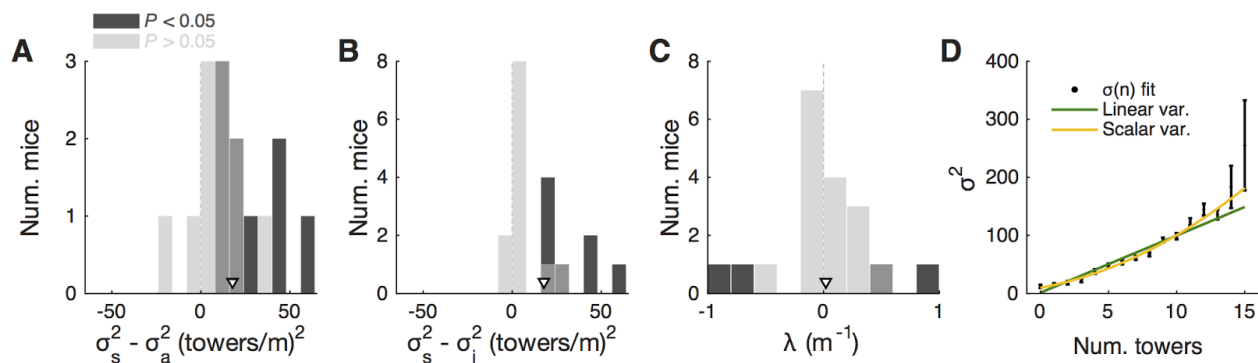 P < 0.05
P > 0.05
A
3
2
1
0
Num. mice
-50 0 50
σ²ₛ - σ²ₐ (towers/m)²
B
8
6
4
2
0
Num. mice
-50 0 50
σ²ₛ - σ²ᵢ (towers/m)²
C
8
6
4
2
0
Num. mice
-1 0 1
λ (m⁻¹)
D
400
300
200
100
0
σ²
σ(n) fit
Linear var.
Scalar var.
0 5 10 15
Num. towers